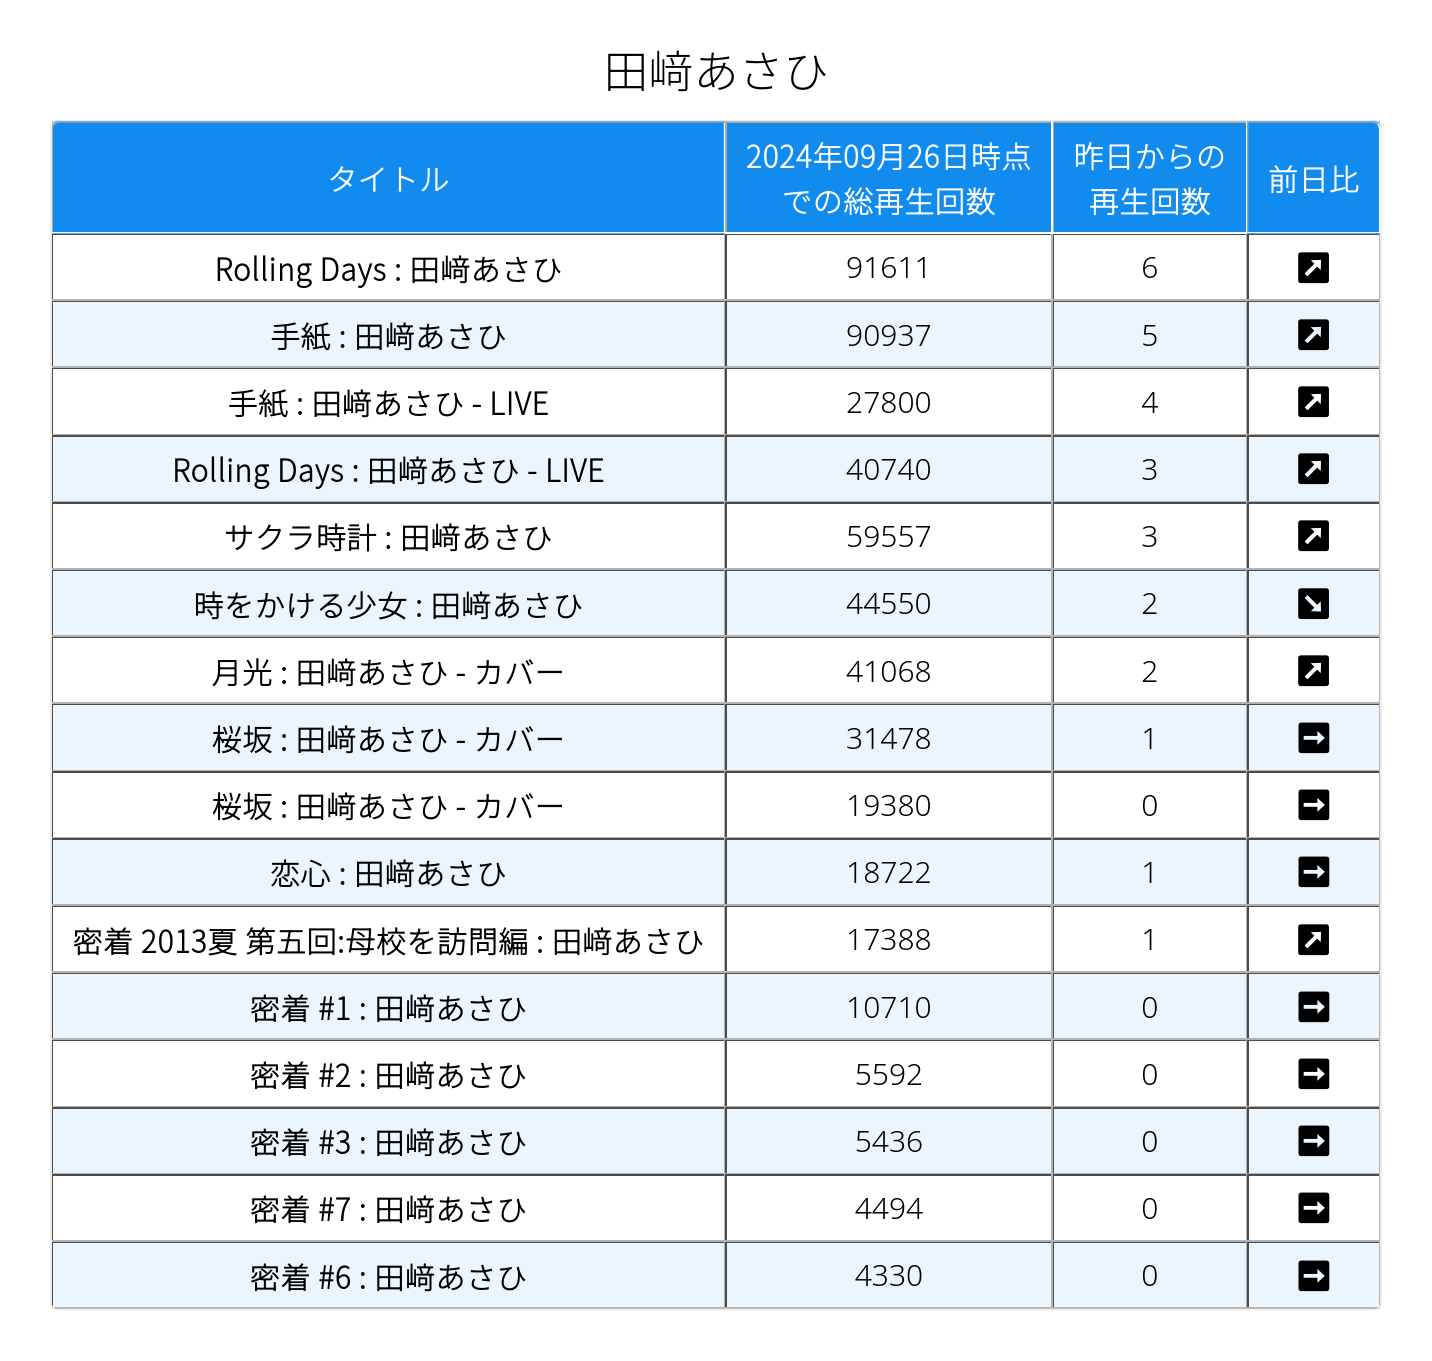 田﨑あさひ
タイトル 2024年09月26日時点 昨日からの 前日比
での総再生回数 再生回数
Rolling Days : 田﨑あさひ 91611 6 ↗
手紙 : 田﨑あさひ 90937 5 ↗
手紙 : 田﨑あさひ - LIVE 27800 4 ↗
Rolling Days : 田﨑あさひ - LIVE 40740 3 ↗
サクラ時計 : 田﨑あさひ 59557 3 ↗
時をかける少女 : 田﨑あさひ 44550 2 ↘
月光 : 田﨑あさひ - カバー 41068 2 ↗
桜坂 : 田﨑あさひ - カバー 31478 1 →
桜坂 : 田﨑あさひ - カバー 19380 0 →
恋心 : 田﨑あさひ 18722 1 →
密着 2013夏 第五回:母校を訪問編 : 田﨑あさひ 17388 1 ↗
密着 #1 : 田﨑あさひ 10710 0 →
密着 #2 : 田﨑あさひ 5592 0 →
密着 #3 : 田﨑あさひ 5436 0 →
密着 #7 : 田﨑あさひ 4494 0 →
密着 #6 : 田﨑あさひ 4330 0 →